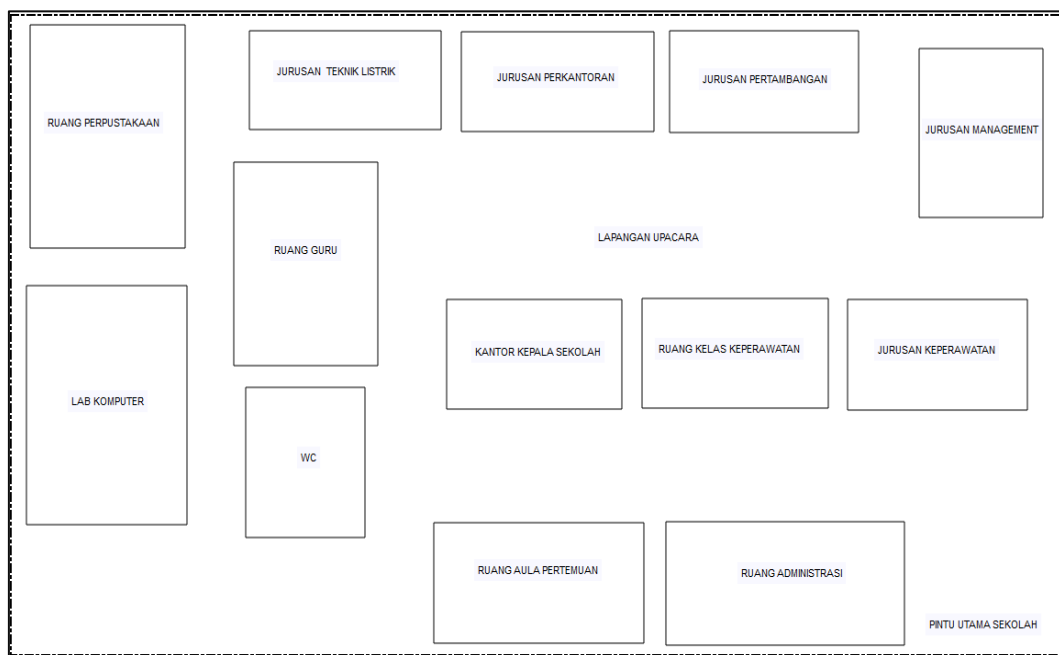 JURUSAN TEKNIK LISTRIK
JURUSAN PERKANTORAN
JURUSAN PERTAMBANGAN
RUANG PERPUSTAKAAN
JURUSAN MANAGEMENT
RUANG GURU
LAPANGAN UPACARA
KANTOR KEPALA SEKOLAH
RUANG KELAS KEPERAWATAN
JURUSAN KEPERAWATAN
LAB KOMPUTER
WC
RUANG AULA PERTEMUAN
RUANG ADMINISTRASI
PINTU UTAMA SEKOLAH